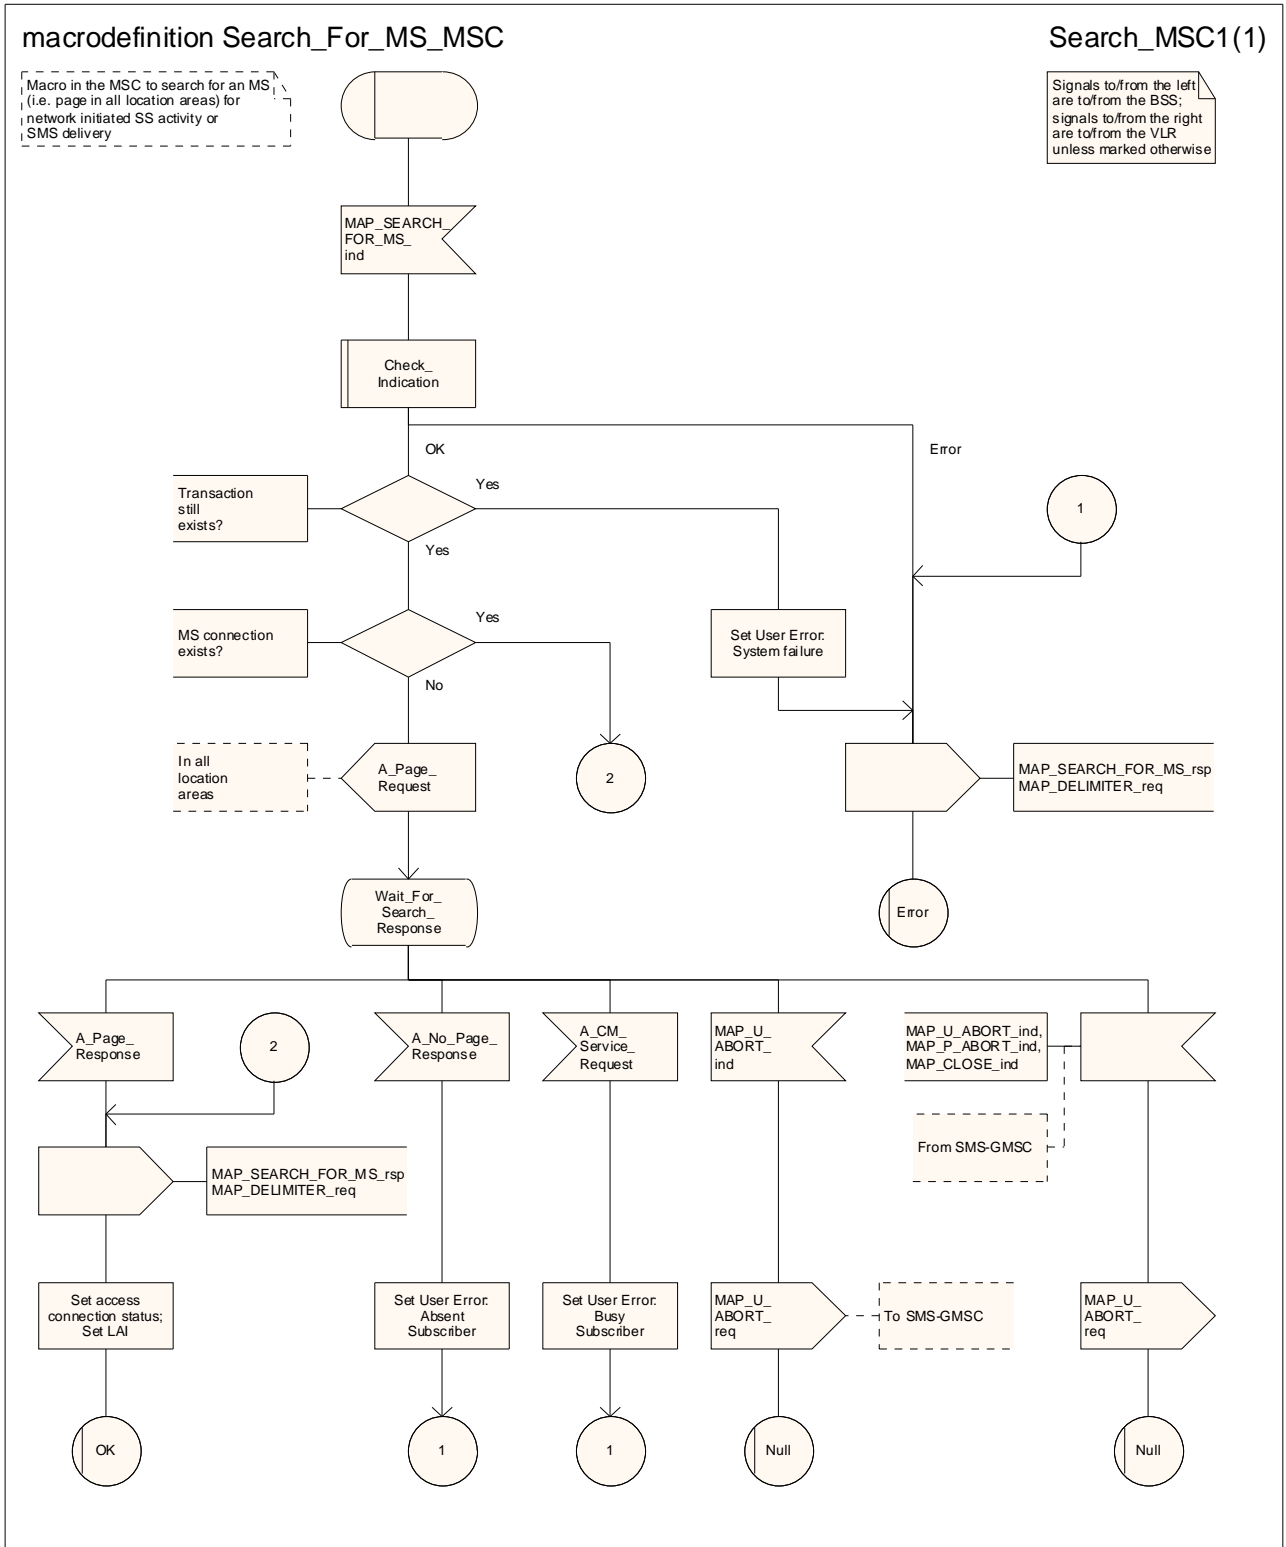 macrodefinition Search_For_MS_MSC
Search_MSC1(1)
Macro in the MSC to search for an MS
(i.e. page in all location areas) for
network initiated SS activity or
SMS delivery
Signals to/from the left
are to/from the BSS;
signals to/from the right
are to/from the VLR
unless marked otherwise
MAP_SEARCH_
FOR_MS_
ind
Check_
Indication
OK
Error
Transaction
still
exists?
Yes
1
Yes
MS connection
exists?
Yes
Set User Error:
System failure
No
In all
location
areas
A_Page_
Request
2
MAP_SEARCH_FOR_MS_rsp
MAP_DELIMITER_req
Wait_For_
Search_
Response
Error
A_Page_
Response
2
A_No_Page_
Response
A_CM_
Service_
Request
MAP_U_
ABORT_
ind
MAP_U_ABORT_ind,
MAP_P_ABORT_ind,
MAP_CLOSE_ind
From SMS-GMSC
MAP_SEARCH_FOR_MS_rsp
MAP_DELIMITER_req
Set access
connection status;
Set LAI
Set User Error:
Absent
Subscriber
Set User Error:
Busy
Subscriber
MAP_U_
ABORT_
req
To SMS-GMSC
MAP_U_
ABORT_
req
OK
1
1
Null
Null